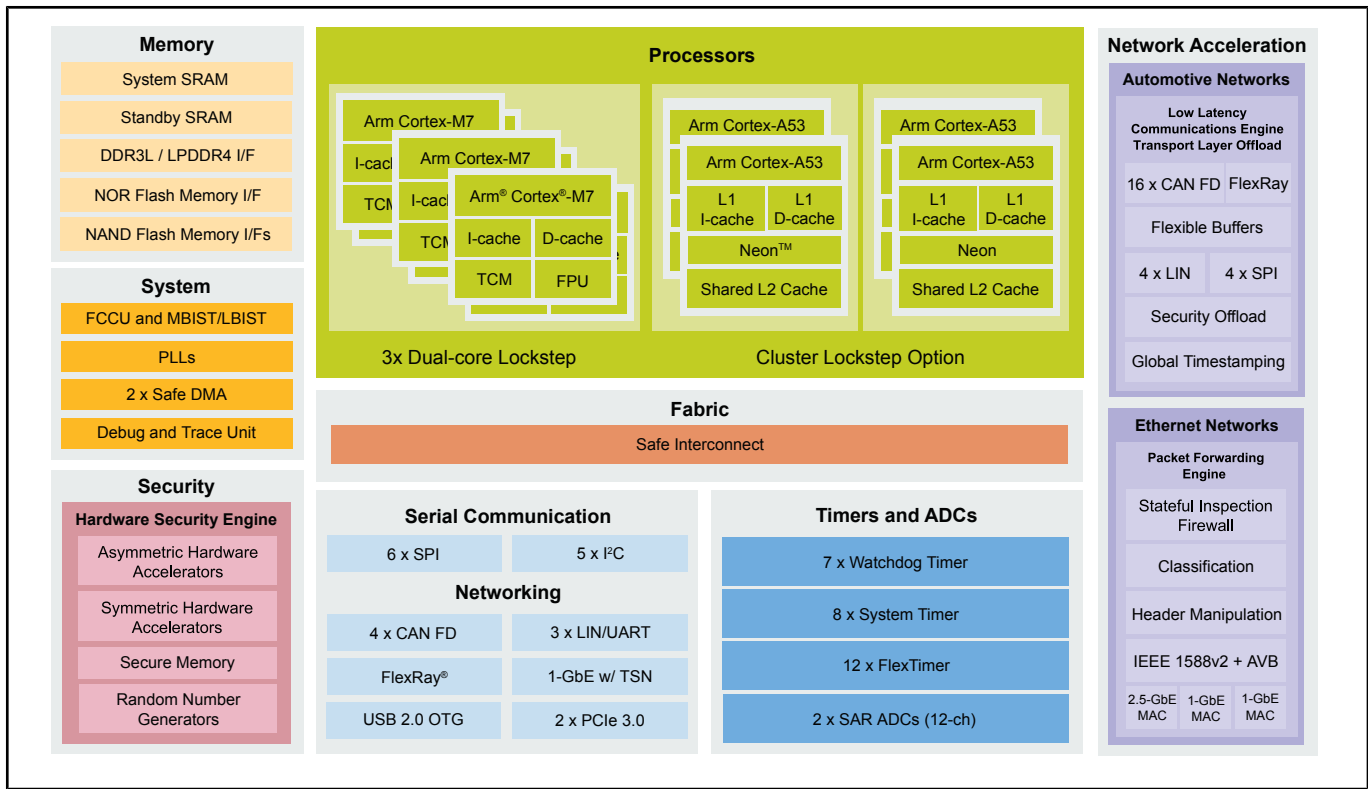 Memory
System SRAM
Standby SRAM
DDR3L / LPDDR4 I/F
NOR Flash Memory I/F
NAND Flash Memory I/Fs
System
FCCU and MBIST/LBIST
PLLs
2 x Safe DMA
Debug and Trace Unit
Security
Hardware Security Engine
Asymmetric Hardware
Accelerators
Symmetric Hardware
Accelerators
Secure Memory
Random Number
Generators
Processors
Arm Cortex-M7
I-cac
TCM
Arm Cortex-M7
I-cac
TCM
Arm® Cortex®-M7
I-cache
D-cache
TCM
FPU
e
3x Dual-core Lockstep
Arm Cortex-A53
Arm Cortex-A53
L1
I-cache
L1
D-cache
Neon™
Shared L2 Cache
Arm Cortex-A53
Arm Cortex-A53
L1
I-cache
L1
D-cache
Neon
Shared L2 Cache
Cluster Lockstep Option
Fabric
Safe Interconnect
Serial Communication
6 x SPI
5 x I²C
Networking
4 x CAN FD
3 x LIN/UART
FlexRay®
1-GbE w/ TSN
USB 2.0 OTG
2 x PCIe 3.0
Timers and ADCs
7 x Watchdog Timer
8 x System Timer
12 x FlexTimer
2 x SAR ADCs (12-ch)
Network Acceleration
Automotive Networks
Low Latency
Communications Engine
Transport Layer Offload
16 x CAN FD
FlexRay
Flexible Buffers
4 x LIN
4 x SPI
Security Offload
Global Timestamping
Ethernet Networks
Packet Forwarding
Engine
Stateful Inspection
Firewall
Classification
Header Manipulation
IEEE 1588v2 + AVB
2.5-GbE
MAC
1-GbE
MAC
1-GbE
MAC